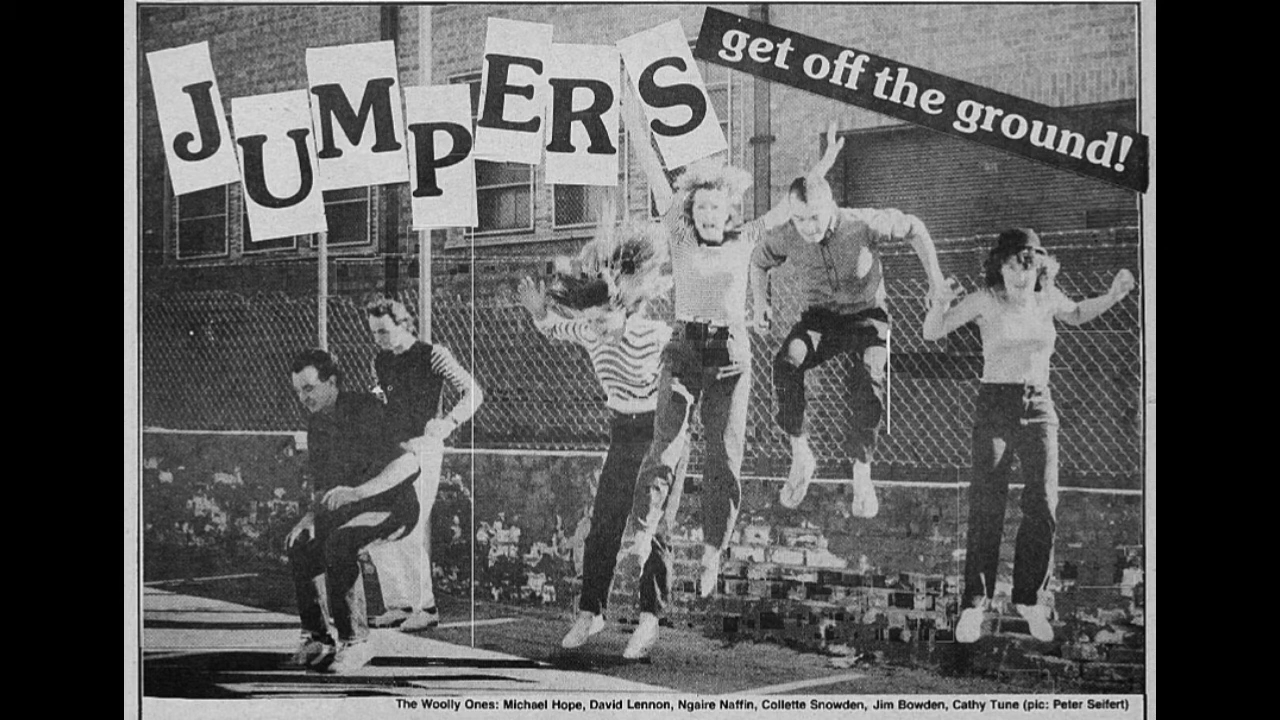 JUMPERS
get off the ground!
The Woolly Ones: Michael Hope, David Lennon, Ngaire Naffin, Collette Snowden, Jim Bowden, Cathy Tune (pic: Peter Seifert)